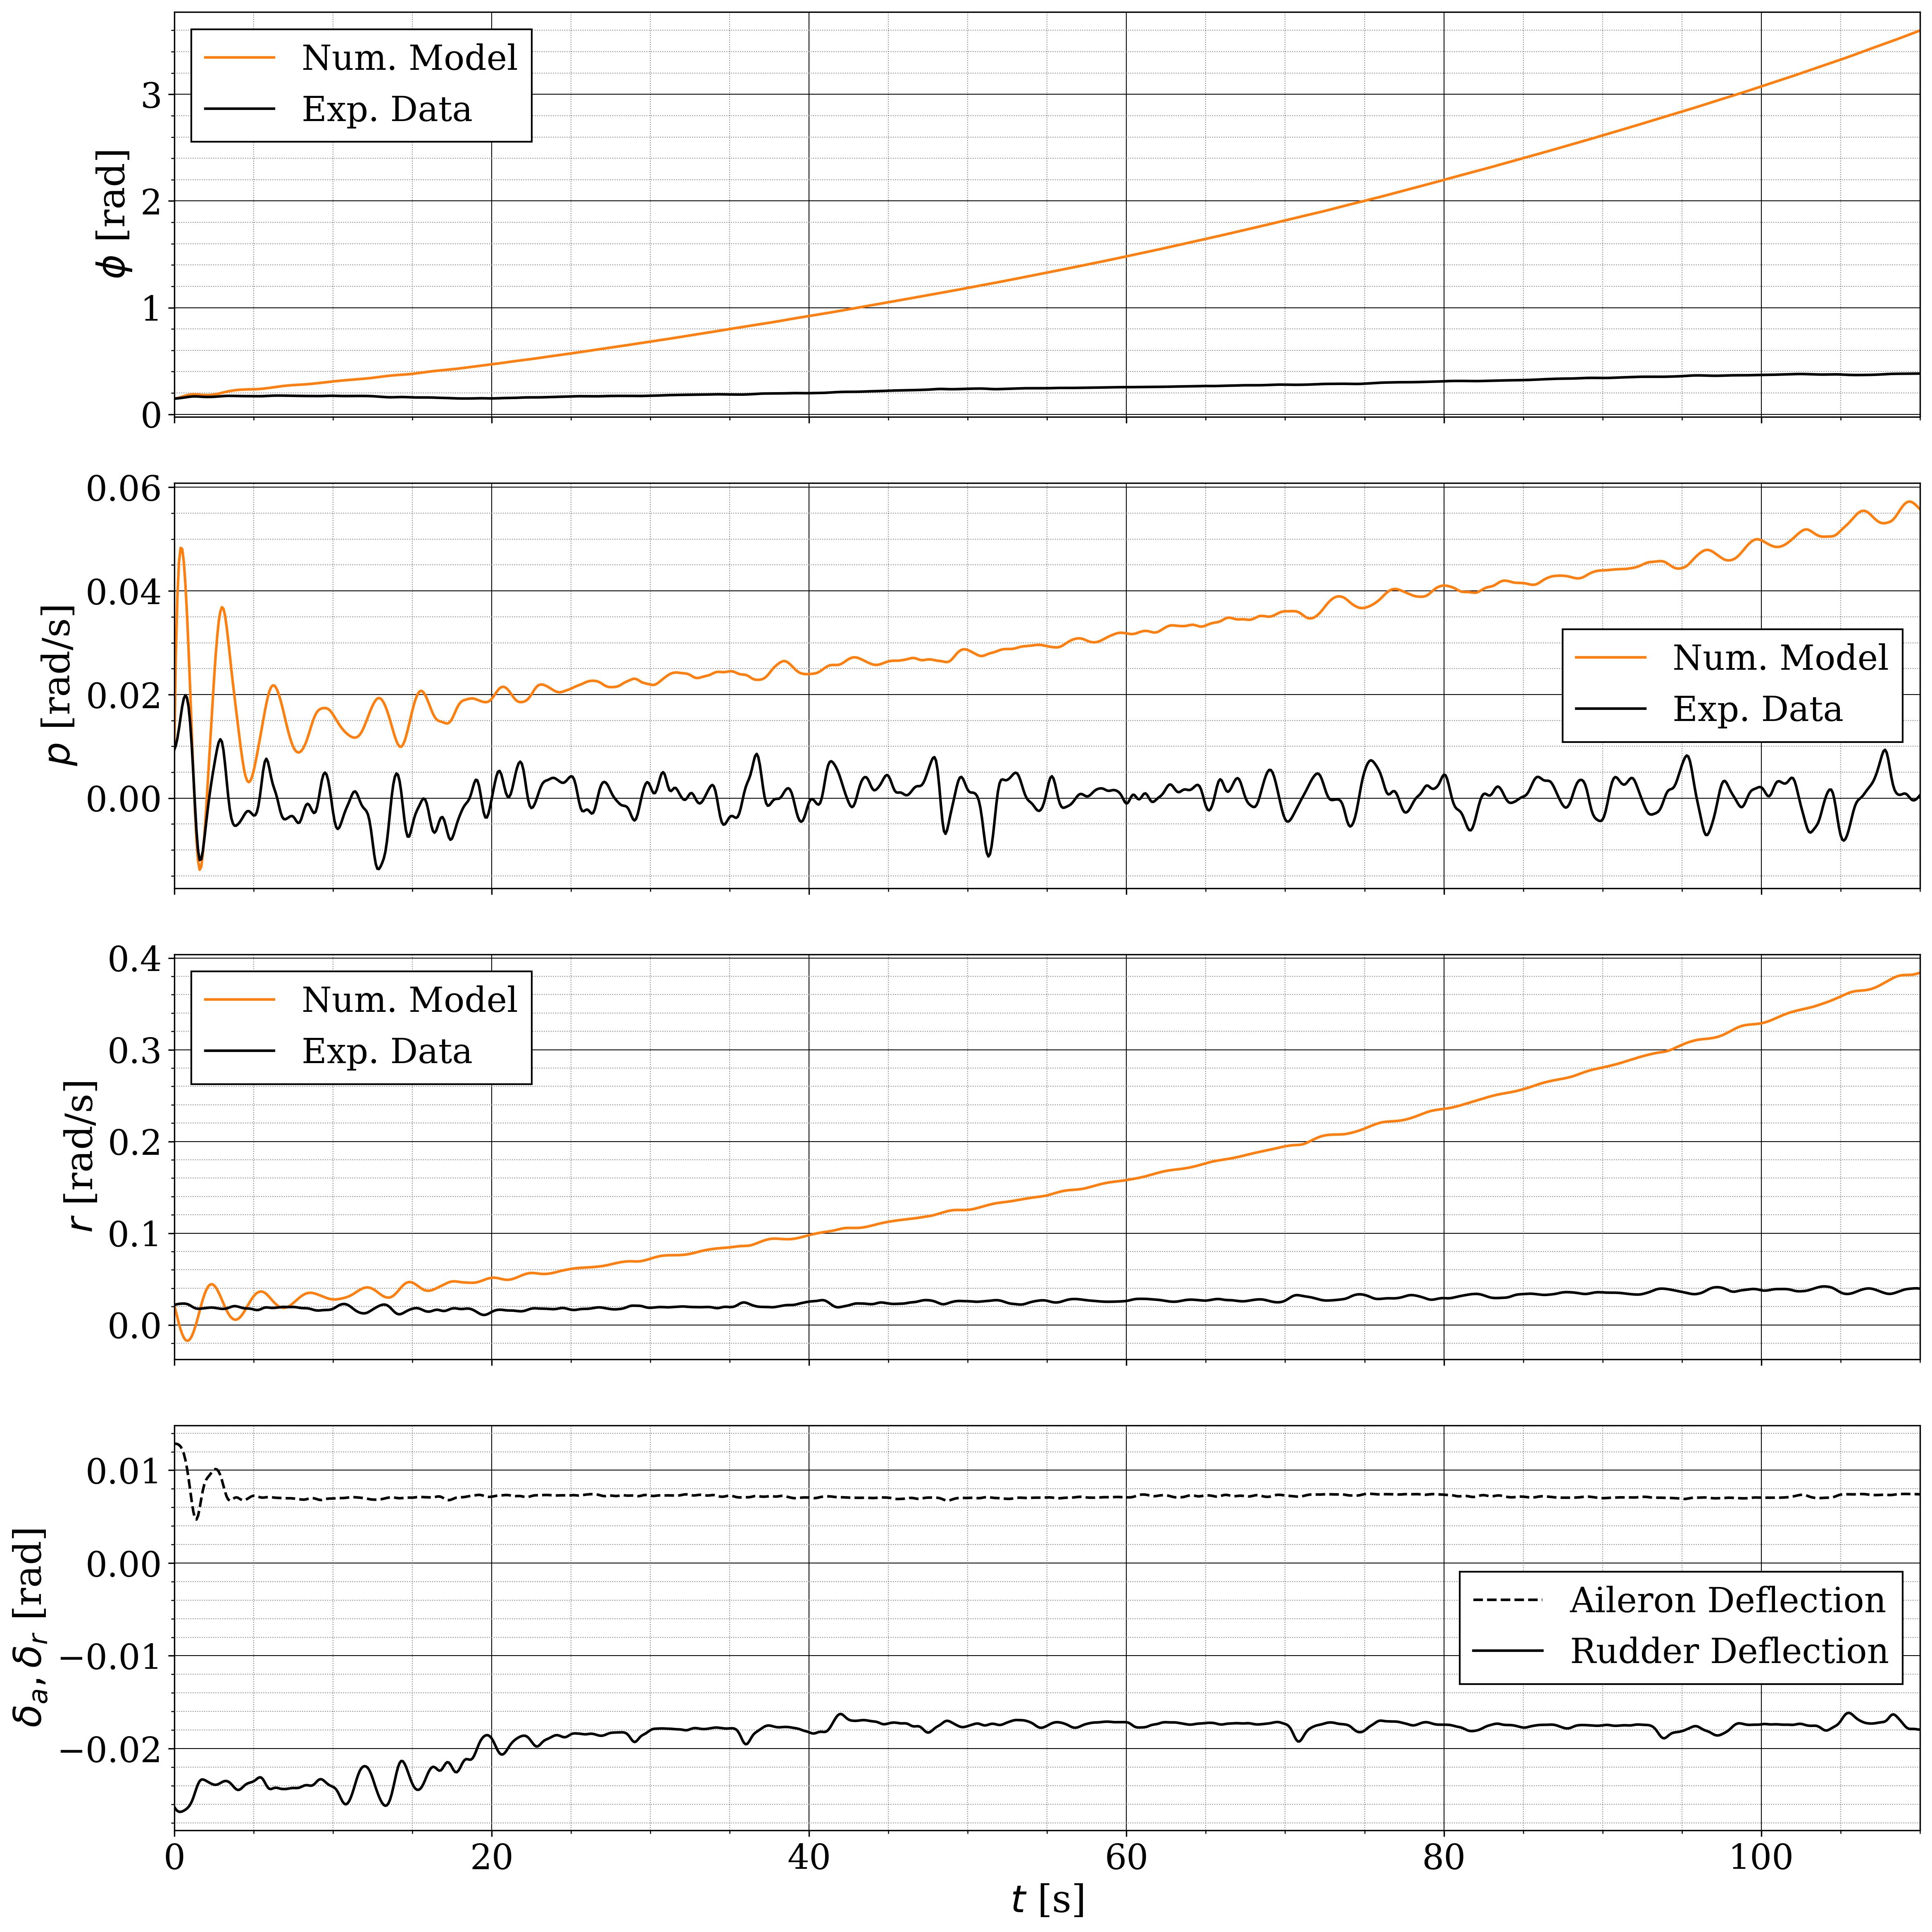 Num. Model
Exp. Data
ϕ [rad]
3
2
1
0
0.06
0.04
0.02
0.00
p [rad/s]
Num. Model
Exp. Data
0.4
0.3
0.2
0.1
0.0
r [rad/s]
Num. Model
Exp. Data
0.01
0.00
−0.01
−0.02
δa, δr [rad]
Aileron Deflection
Rudder Deflection
0 20 40 60 80 100
t [s]